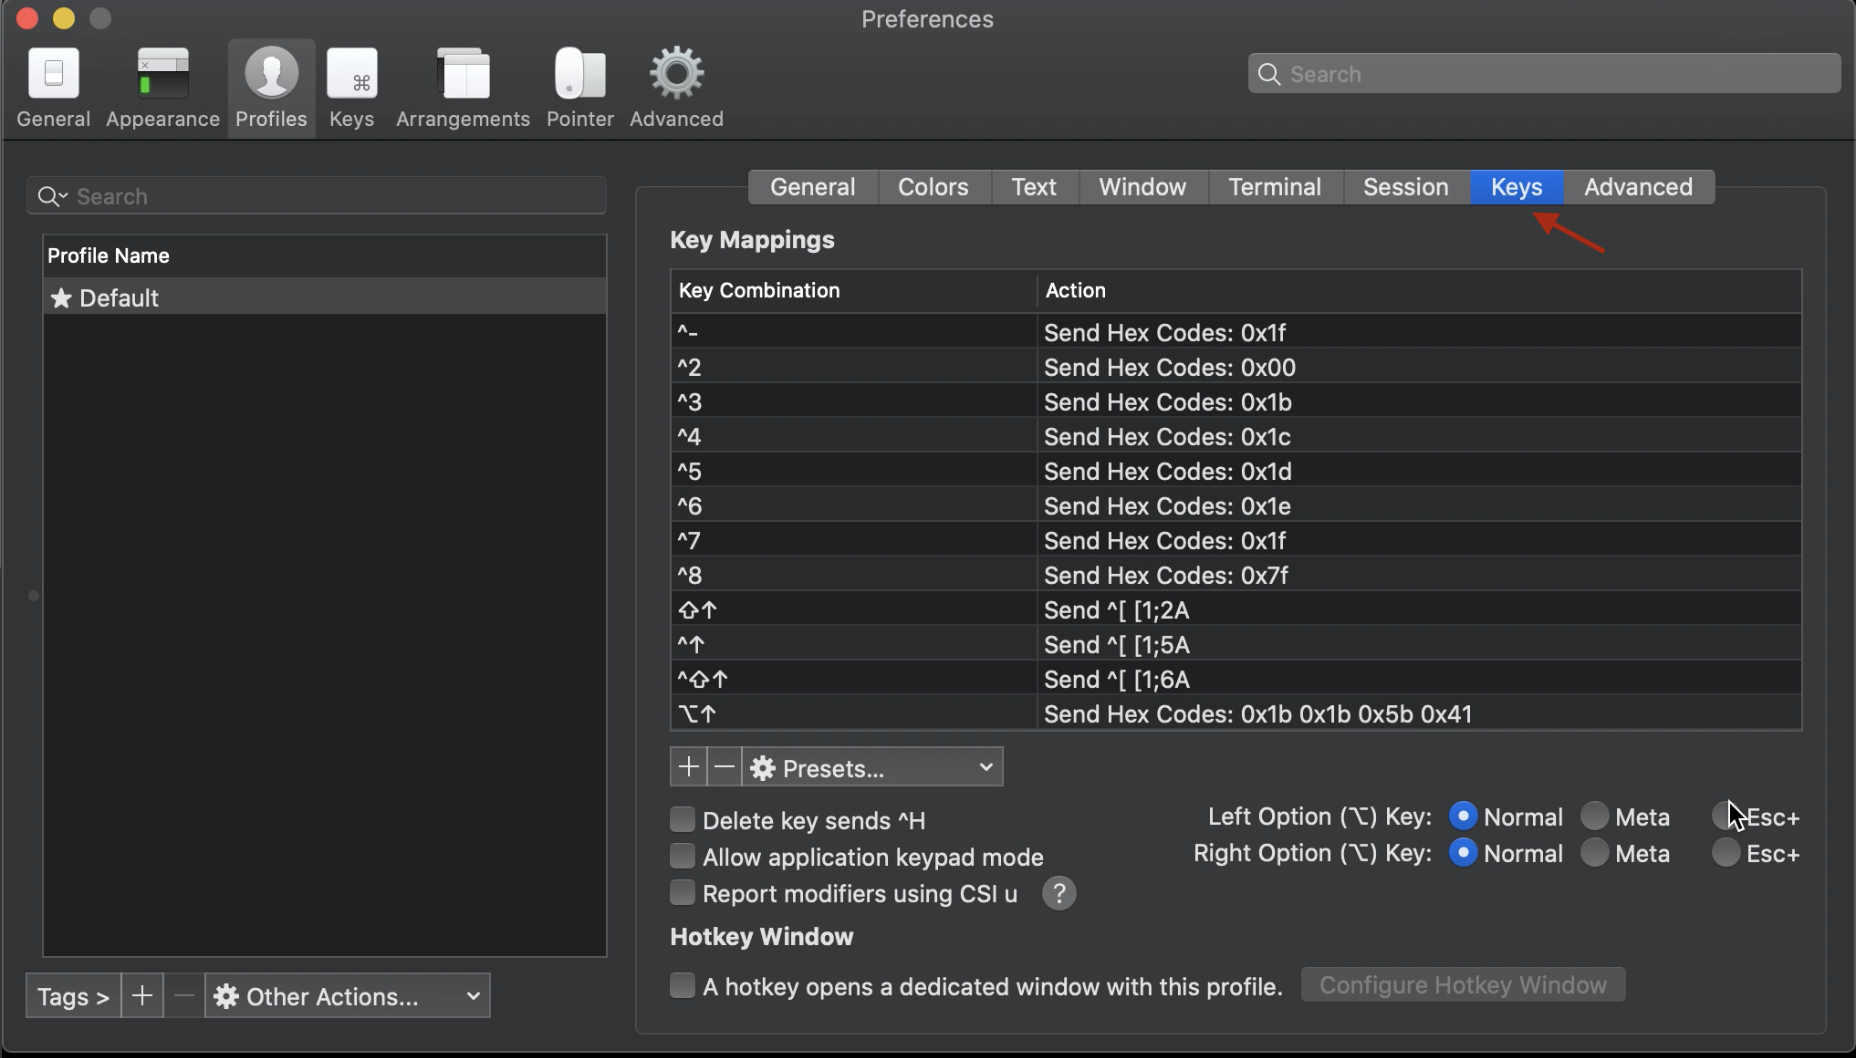 Preferences
General Appearance Profiles Keys Arrangements Pointer Advanced
Search
Search
Profile Name
★ Default
Tags > + − Other Actions...
General Colors Text Window Terminal Session Keys Advanced
Key Mappings
Key Combination Action
^- Send Hex Codes: 0x1f
^2 Send Hex Codes: 0x00
^3 Send Hex Codes: 0x1b
^4 Send Hex Codes: 0x1c
^5 Send Hex Codes: 0x1d
^6 Send Hex Codes: 0x1e
^7 Send Hex Codes: 0x1f
^8 Send Hex Codes: 0x7f
⇧↑ Send ^[ [1;2A
^↑ Send ^[ [1;5A
^⇧↑ Send ^[ [1;6A
⌥↑ Send Hex Codes: 0x1b 0x1b 0x5b 0x41
+ − Presets...
Delete key sends ^H
Allow application keypad mode
Report modifiers using CSI u ?
Left Option (⌥) Key: Normal Meta Esc+
Right Option (⌥) Key: Normal Meta Esc+
Hotkey Window
A hotkey opens a dedicated window with this profile. Configure Hotkey Window